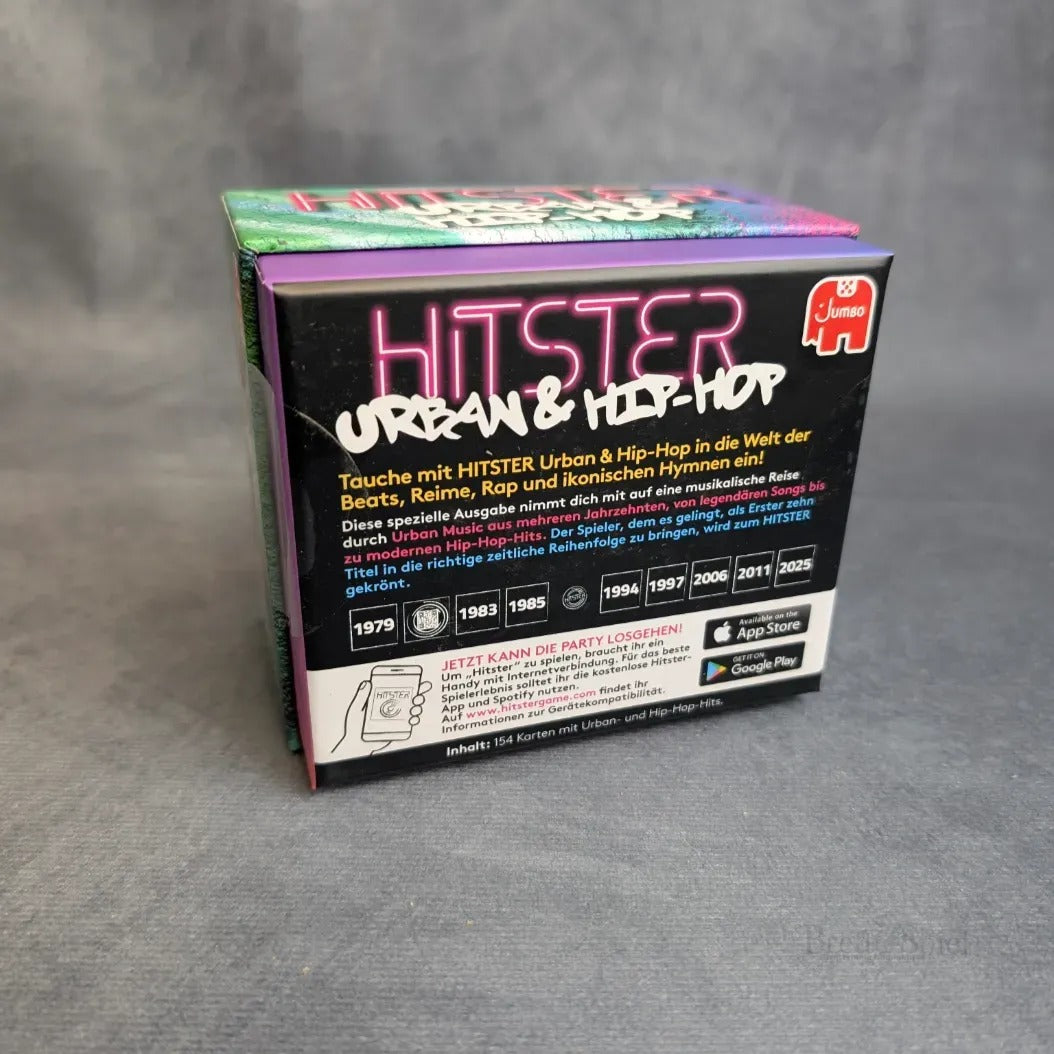 HITSTER
URBAN & HIP-HOP
HITSTER
URBAN & HIP-HOP
Jumbo
Tauche mit HITSTER Urban & Hip-Hop in die Welt der
Beats, Reime, Rap und ikonischen Hymnen ein!
Diese spezielle Ausgabe nimmt dich mit auf eine musikalische Reise
durch Urban Music aus mehreren Jahrzehnten, von legendären Songs bis
zu modernen Hip-Hop-Hits. Der Spieler, dem es gelingt, als Erster zehn
Titel in die richtige zeitliche Reihenfolge zu bringen, wird zum HITSTER
gekrönt.
1979 1983 1985 HITSTER 1994 1997 2006 2011 2025
JETZT KANN DIE PARTY LOSGEHEN!
Um „Hitster" zu spielen, braucht ihr ein
Handy mit Internetverbindung. Für das beste
Spielerlebnis solltet ihr die kostenlose Hitster-
App und Spotify nutzen.
Auf www.hitstergame.com findet ihr
Informationen zur Gerätekompatibilität.
HITSTER
Available on the
App Store
GET IT ON
Google Play
Inhalt: 154 Karten mit Urban- und Hip-Hop-Hits.